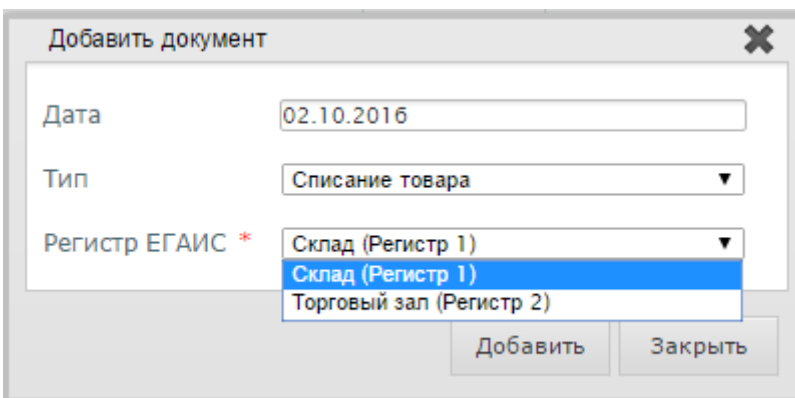 Добавить документ
Дата 02.10.2016
Тип Списание товара
Регистр ЕГАИС * Склад (Регистр 1)
Склад (Регистр 1)
Торговый зал (Регистр 2)
Добавить Закрыть